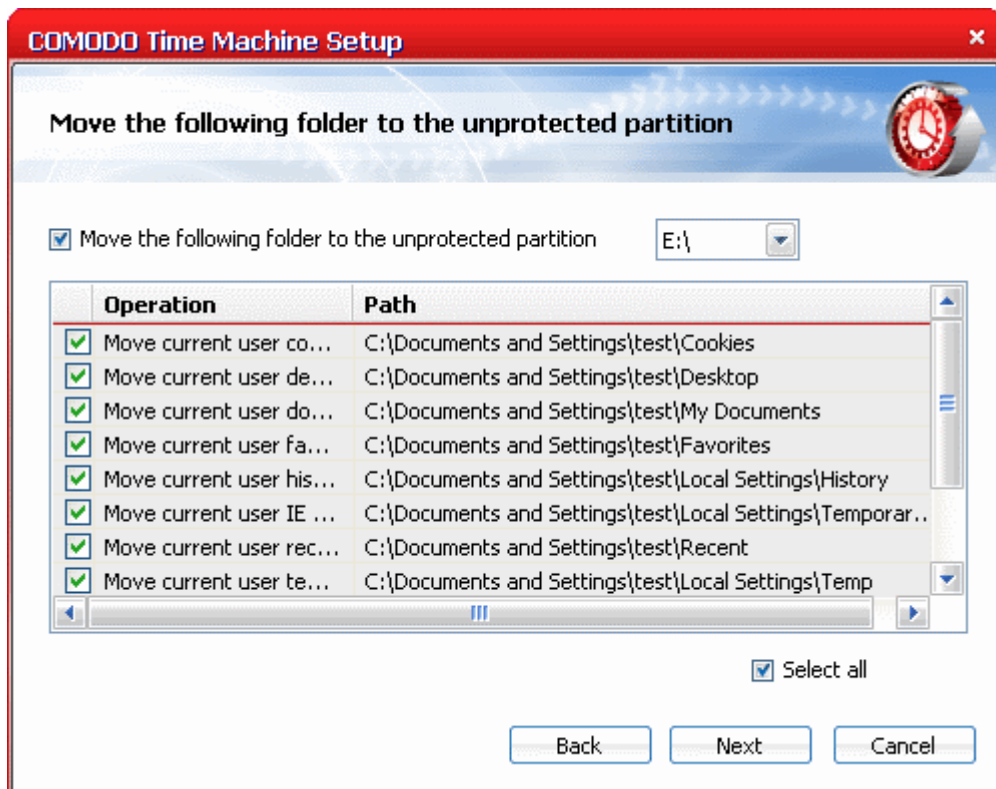 COMODO Time Machine Setup
Move the following folder to the unprotected partition
Move the following folder to the unprotected partition E:\
Operation Path
Move current user co... C:\Documents and Settings\test\Cookies
Move current user de... C:\Documents and Settings\test\Desktop
Move current user do... C:\Documents and Settings\test\My Documents
Move current user fa... C:\Documents and Settings\test\Favorites
Move current user his... C:\Documents and Settings\test\Local Settings\History
Move current user IE ... C:\Documents and Settings\test\Local Settings\Temporar..
Move current user rec... C:\Documents and Settings\test\Recent
Move current user te... C:\Documents and Settings\test\Local Settings\Temp
Select all
Back Next Cancel